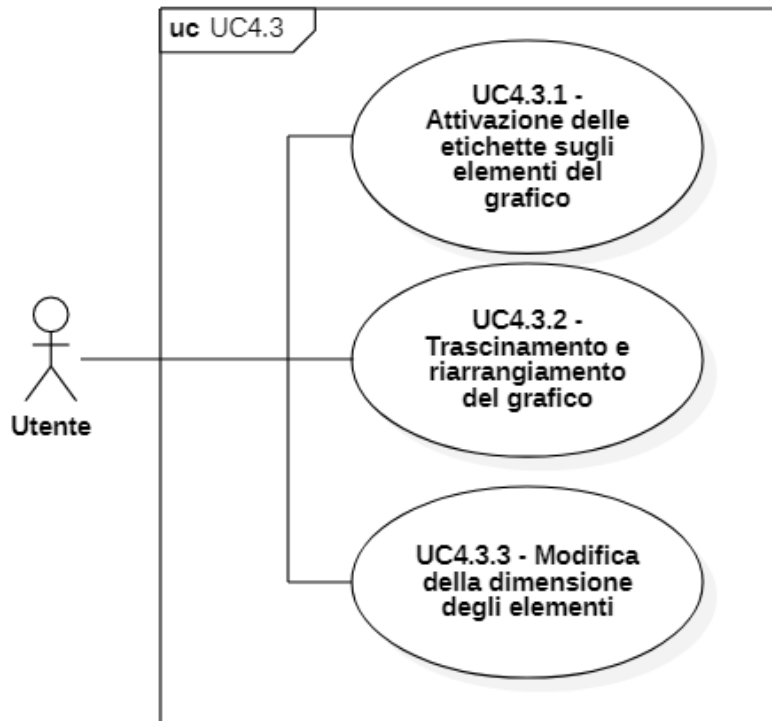 uc UC4.3
UC4.3.1 -
Attivazione delle
etichette sugli
elementi del
grafico
UC4.3.2 -
Trascinamento e
riarrangiamento
del grafico
Utente
UC4.3.3 - Modifica
della dimensione
degli elementi